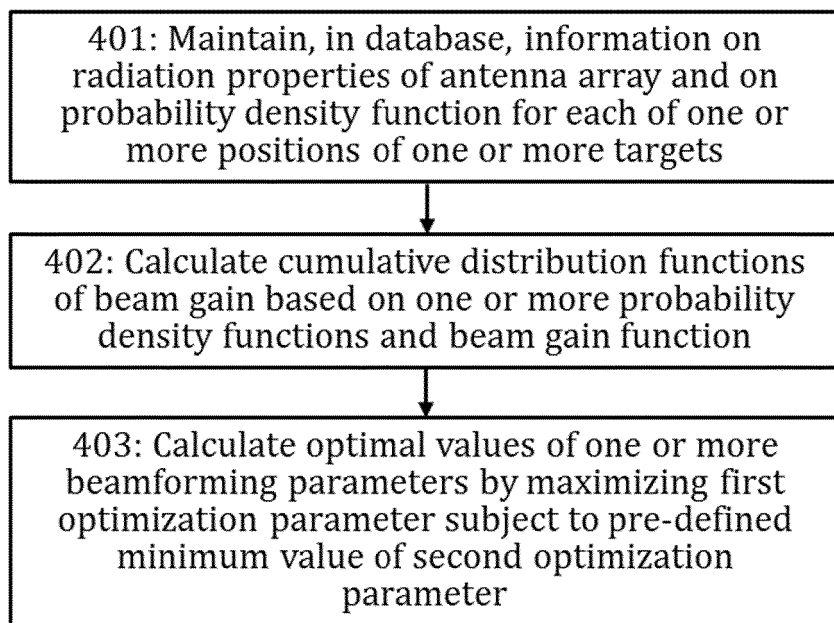 401: Maintain, in database, information on
radiation properties of antenna array and on
probability density function for each of one or
more positions of one or more targets
402: Calculate cumulative distribution functions
of beam gain based on one or more probability
density functions and beam gain function
403: Calculate optimal values of one or more
beamforming parameters by maximizing first
optimization parameter subject to pre-defined
minimum value of second optimization
parameter